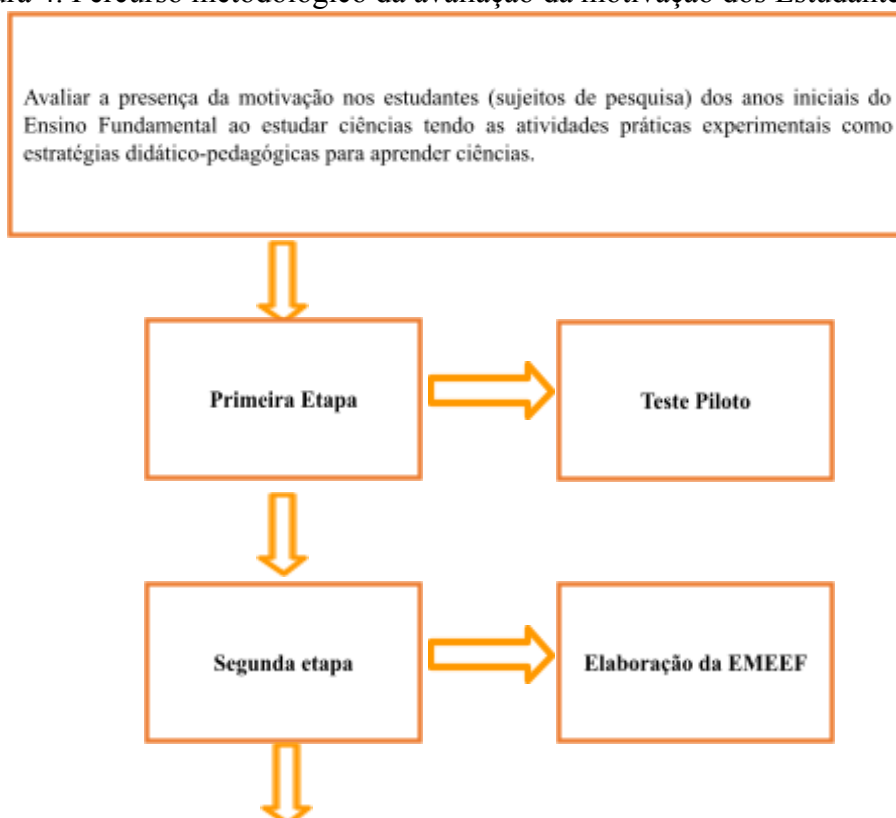 4. Percurso metodológico da avaliação da motivação dos Estudante
Avaliar a presença da motivação nos estudantes (sujeitos de pesquisa) dos anos iniciais do
Ensino Fundamental ao estudar ciências tendo as atividades práticas experimentais como
estratégias didático-pedagógicas para aprender ciências.
Primeira Etapa
Teste Piloto
Segunda etapa
Elaboração da EMEEF